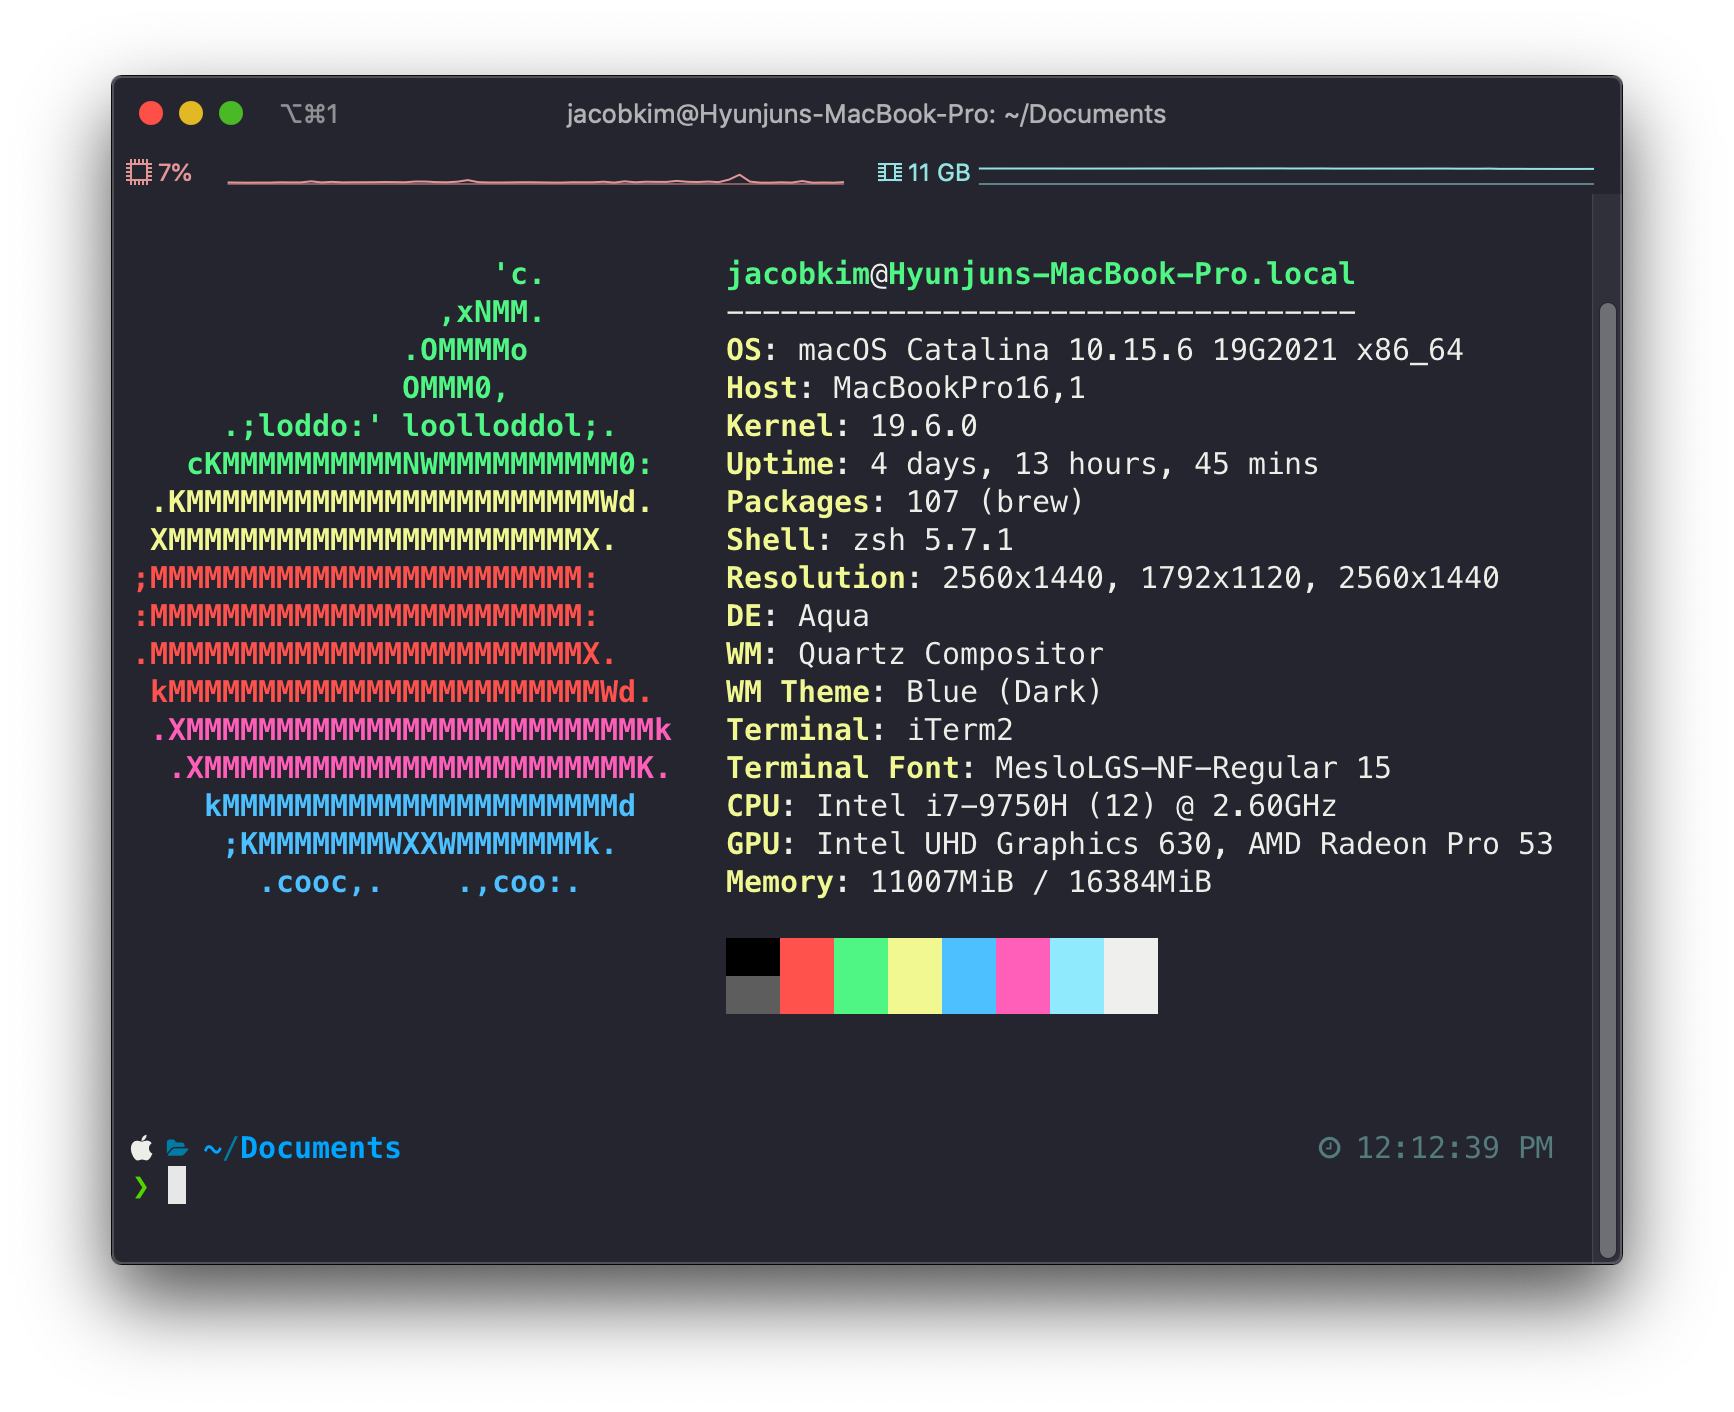 ⌥⌘1 jacobkim@Hyunjuns-MacBook-Pro: ~/Documents
7% 11 GB
'c. jacobkim@Hyunjuns-MacBook-Pro.local
,xNMM. -----------------------------------
.OMMMMo OS: macOS Catalina 10.15.6 19G2021 x86_64
OMMM0, Host: MacBookPro16,1
.;loddo:' loolloddol;. Kernel: 19.6.0
cKMMMMMMMMMMNWMMMMMMMMMM0: Uptime: 4 days, 13 hours, 45 mins
.KMMMMMMMMMMMMMMMMMMMMMMMWd. Packages: 107 (brew)
XMMMMMMMMMMMMMMMMMMMMMMMX. Shell: zsh 5.7.1
;MMMMMMMMMMMMMMMMMMMMMMMM: Resolution: 2560x1440, 1792x1120, 2560x1440
:MMMMMMMMMMMMMMMMMMMMMMMM: DE: Aqua
.MMMMMMMMMMMMMMMMMMMMMMMMX. WM: Quartz Compositor
kMMMMMMMMMMMMMMMMMMMMMMMMWd. WM Theme: Blue (Dark)
.XMMMMMMMMMMMMMMMMMMMMMMMMMMk Terminal: iTerm2
.XMMMMMMMMMMMMMMMMMMMMMMMMK. Terminal Font: MesloLGS-NF-Regular 15
kMMMMMMMMMMMMMMMMMMMMMMd CPU: Intel i7-9750H (12) @ 2.60GHz
;KMMMMMMMWXXWMMMMMMMk. GPU: Intel UHD Graphics 630, AMD Radeon Pro 53
.cooc,. .,coo:. Memory: 11007MiB / 16384MiB
~/Documents 12:12:39 PM
❯